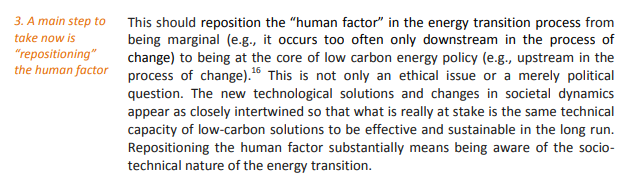 3. A main step to
take now is
“repositioning”
the human factor
This should reposition the “human factor” in the energy transition process from
being marginal (e.g., it occurs too often only downstream in the process of
change) to being at the core of low carbon energy policy (e.g., upstream in the
process of change).16 This is not only an ethical issue or a merely political
question. The new technological solutions and changes in societal dynamics
appear as closely intertwined so that what is really at stake is the same technical
capacity of low-carbon solutions to be effective and sustainable in the long run.
Repositioning the human factor substantially means being aware of the socio-
technical nature of the energy transition.